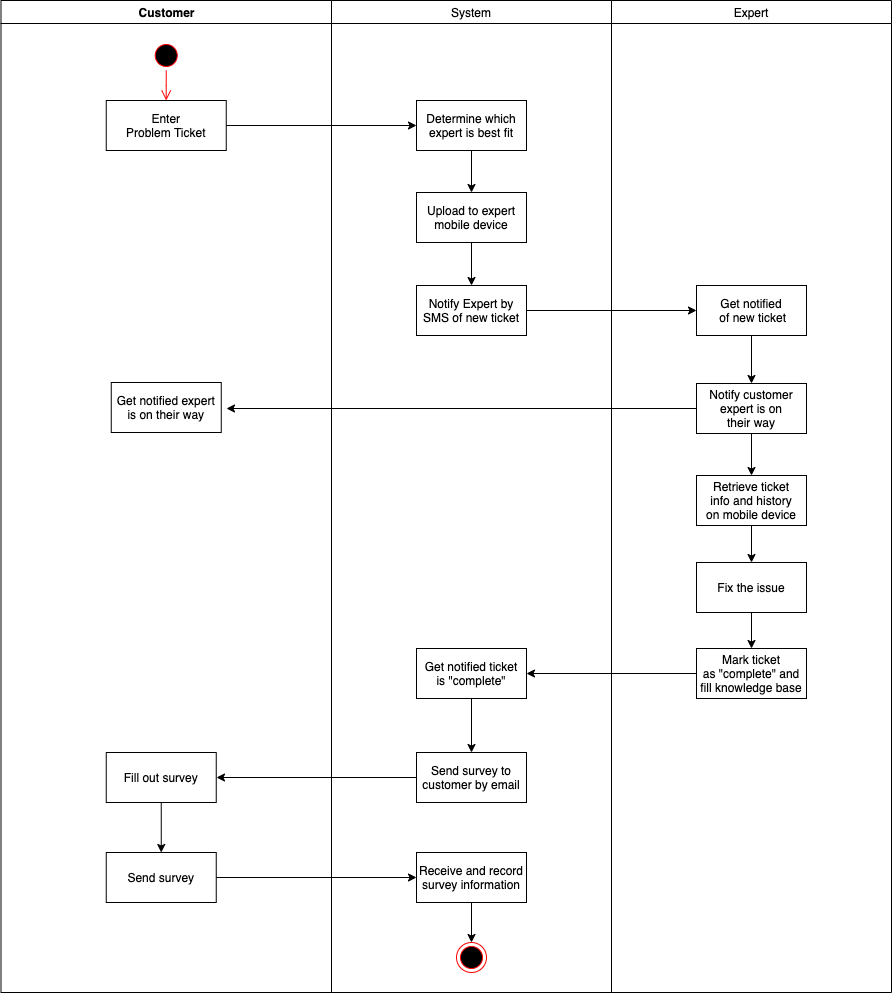 Customer
System
Expert
Enter
Problem Ticket
Determine which
expert is best fit
Upload to expert
mobile device
Notify Expert by
SMS of new ticket
Get notified
of new ticket
Get notified expert
is on their way
Notify customer
expert is on
their way
Retrieve ticket
info and history
on mobile device
Fix the issue
Get notified ticket
is "complete"
Mark ticket
as "complete" and
fill knowledge base
Fill out survey
Send survey to
customer by email
Send survey
Receive and record
survey information